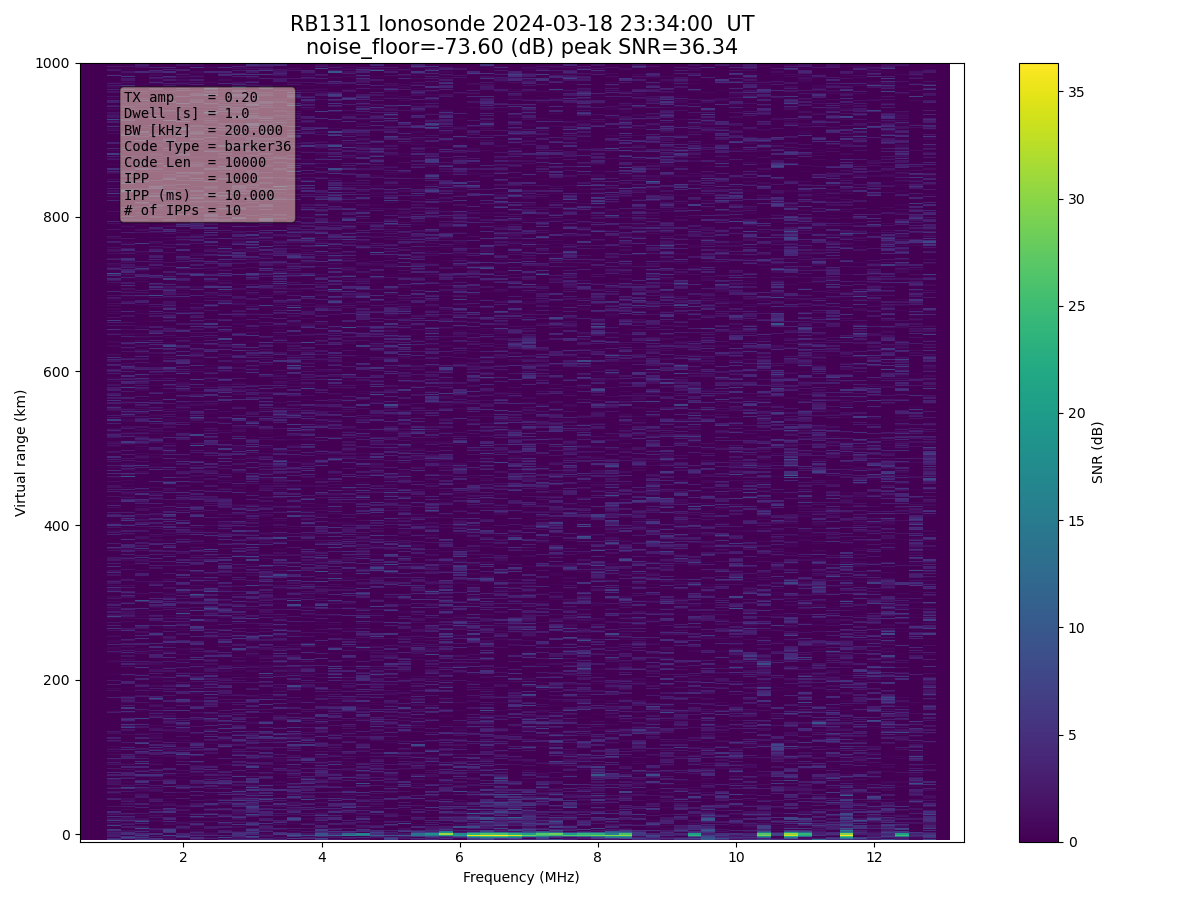 RB1311 Ionosonde 2024-03-18 23:34:00  UT
noise_floor=-73.60 (dB) peak SNR=36.34
TX amp    = 0.20
Dwell [s] = 1.0
BW [kHz]  = 200.000
Code Type = barker36
Code Len  = 10000
IPP       = 1000
IPP (ms)  = 10.000
# of IPPs = 10
1000
800
600
400
200
0
Virtual range (km)
2 4 6 8 10 12
Frequency (MHz)
35
30
25
20
15
10
5
0
SNR (dB)